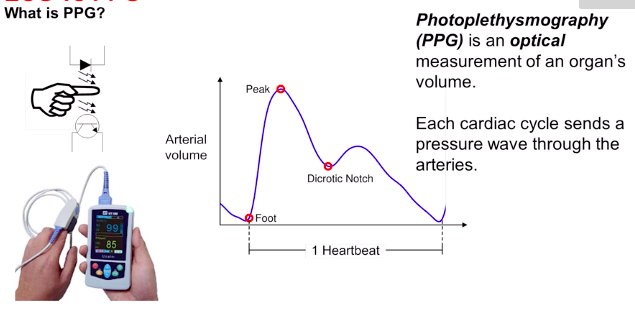 What is PPG?
Photoplethysmography
(PPG) is an optical
measurement of an organ's
volume.
Each cardiac cycle sends a
pressure wave through the
arteries.
Peak
Arterial
volume
Dicrotic Notch
Foot
1 Heartbeat
99
85